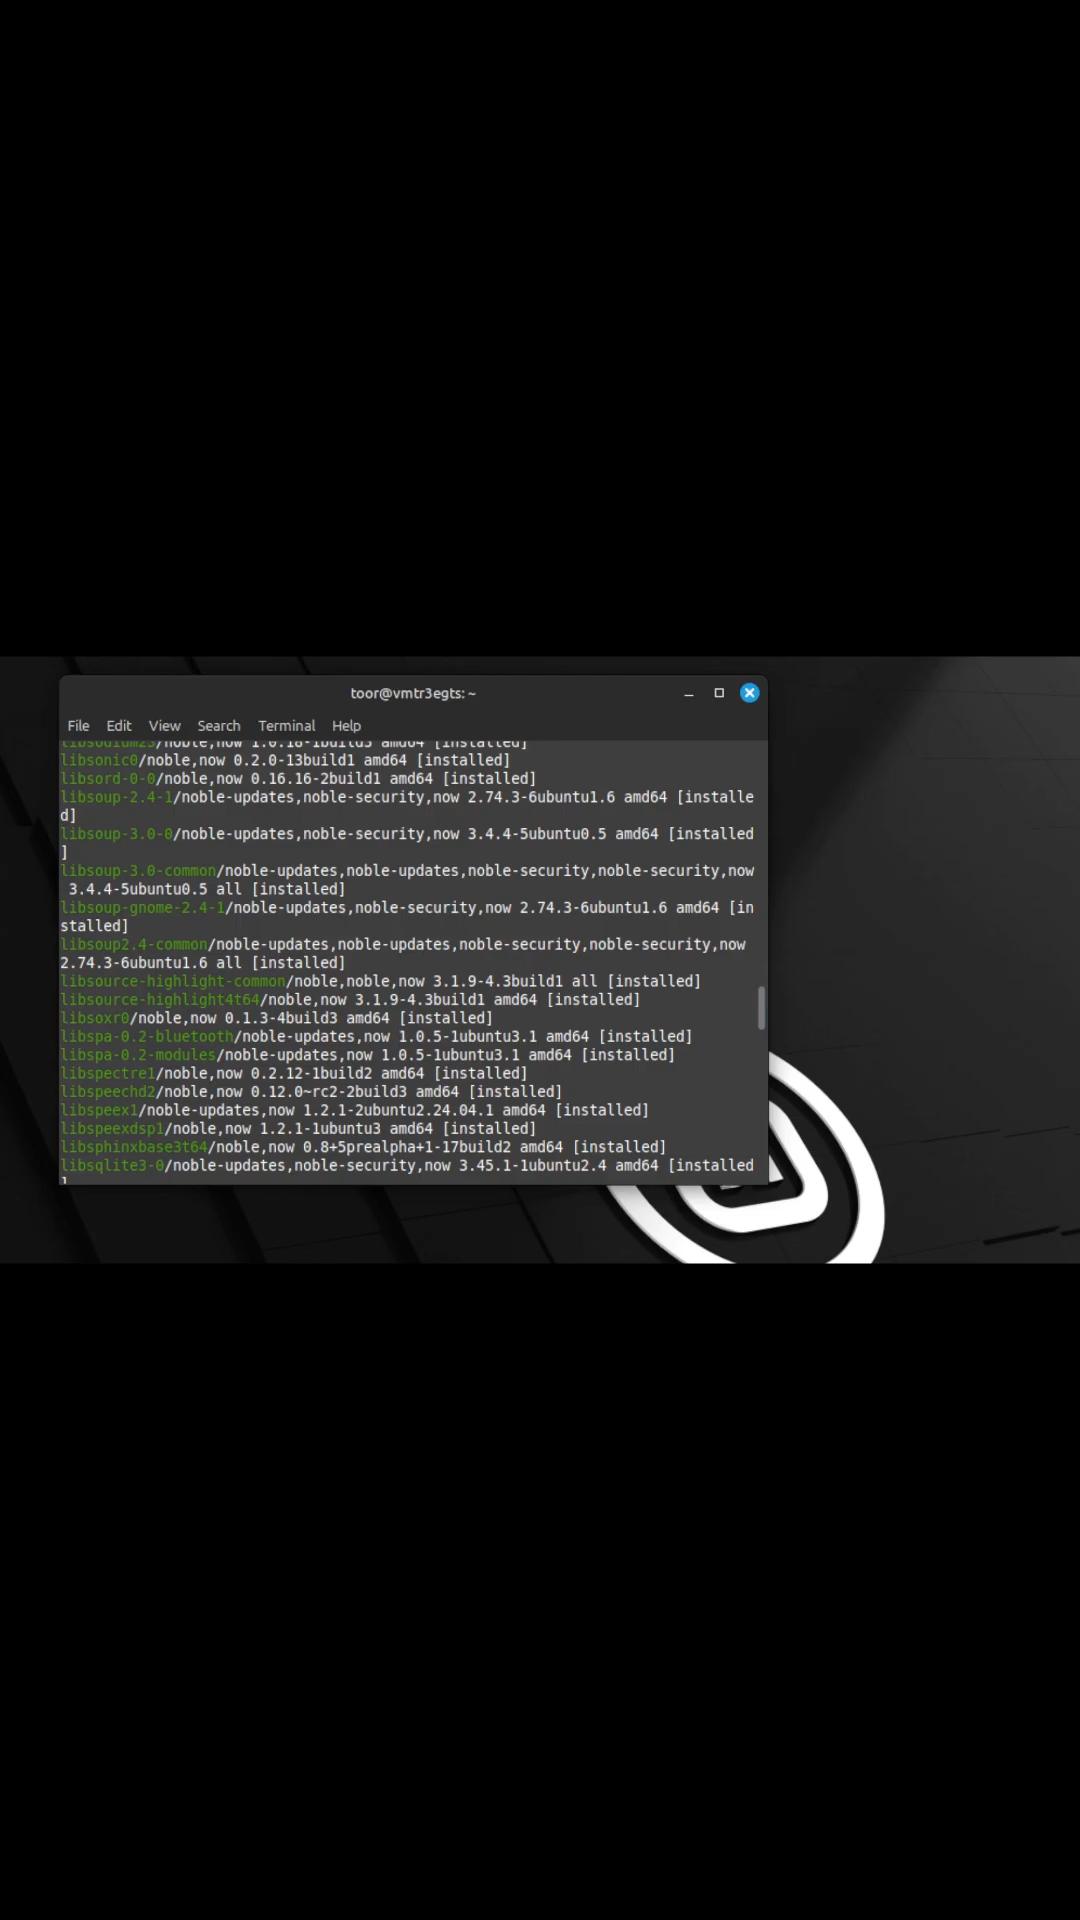 toor@vmtr3egts: ~
File Edit View Search Terminal Help
libsodium23/noble,now 1.0.18-1build3 amd64 [installed]
libsonic0/noble,now 0.2.0-13build1 amd64 [installed]
libsord-0-0/noble,now 0.16.16-2build1 amd64 [installed]
libsoup-2.4-1/noble-updates,noble-security,now 2.74.3-6ubuntu1.6 amd64 [installe
d]
libsoup-3.0-0/noble-updates,noble-security,now 3.4.4-5ubuntu0.5 amd64 [installed
]
libsoup-3.0-common/noble-updates,noble-updates,noble-security,noble-security,now
 3.4.4-5ubuntu0.5 all [installed]
libsoup-gnome-2.4-1/noble-updates,noble-security,now 2.74.3-6ubuntu1.6 amd64 [in
stalled]
libsoup2.4-common/noble-updates,noble-updates,noble-security,noble-security,now
2.74.3-6ubuntu1.6 all [installed]
libsource-highlight-common/noble,noble,now 3.1.9-4.3build1 all [installed]
libsource-highlight4t64/noble,now 3.1.9-4.3build1 amd64 [installed]
libsoxr0/noble,now 0.1.3-4build3 amd64 [installed]
libspa-0.2-bluetooth/noble-updates,now 1.0.5-1ubuntu3.1 amd64 [installed]
libspa-0.2-modules/noble-updates,now 1.0.5-1ubuntu3.1 amd64 [installed]
libspectre1/noble,now 0.2.12-1build2 amd64 [installed]
libspeechd2/noble,now 0.12.0~rc2-2build3 amd64 [installed]
libspeex1/noble-updates,now 1.2.1-2ubuntu2.24.04.1 amd64 [installed]
libspeexdsp1/noble,now 1.2.1-1ubuntu3 amd64 [installed]
libsphinxbase3t64/noble,now 0.8+5prealpha+1-17build2 amd64 [installed]
libsqlite3-0/noble-updates,noble-security,now 3.45.1-1ubuntu2.4 amd64 [installed
]